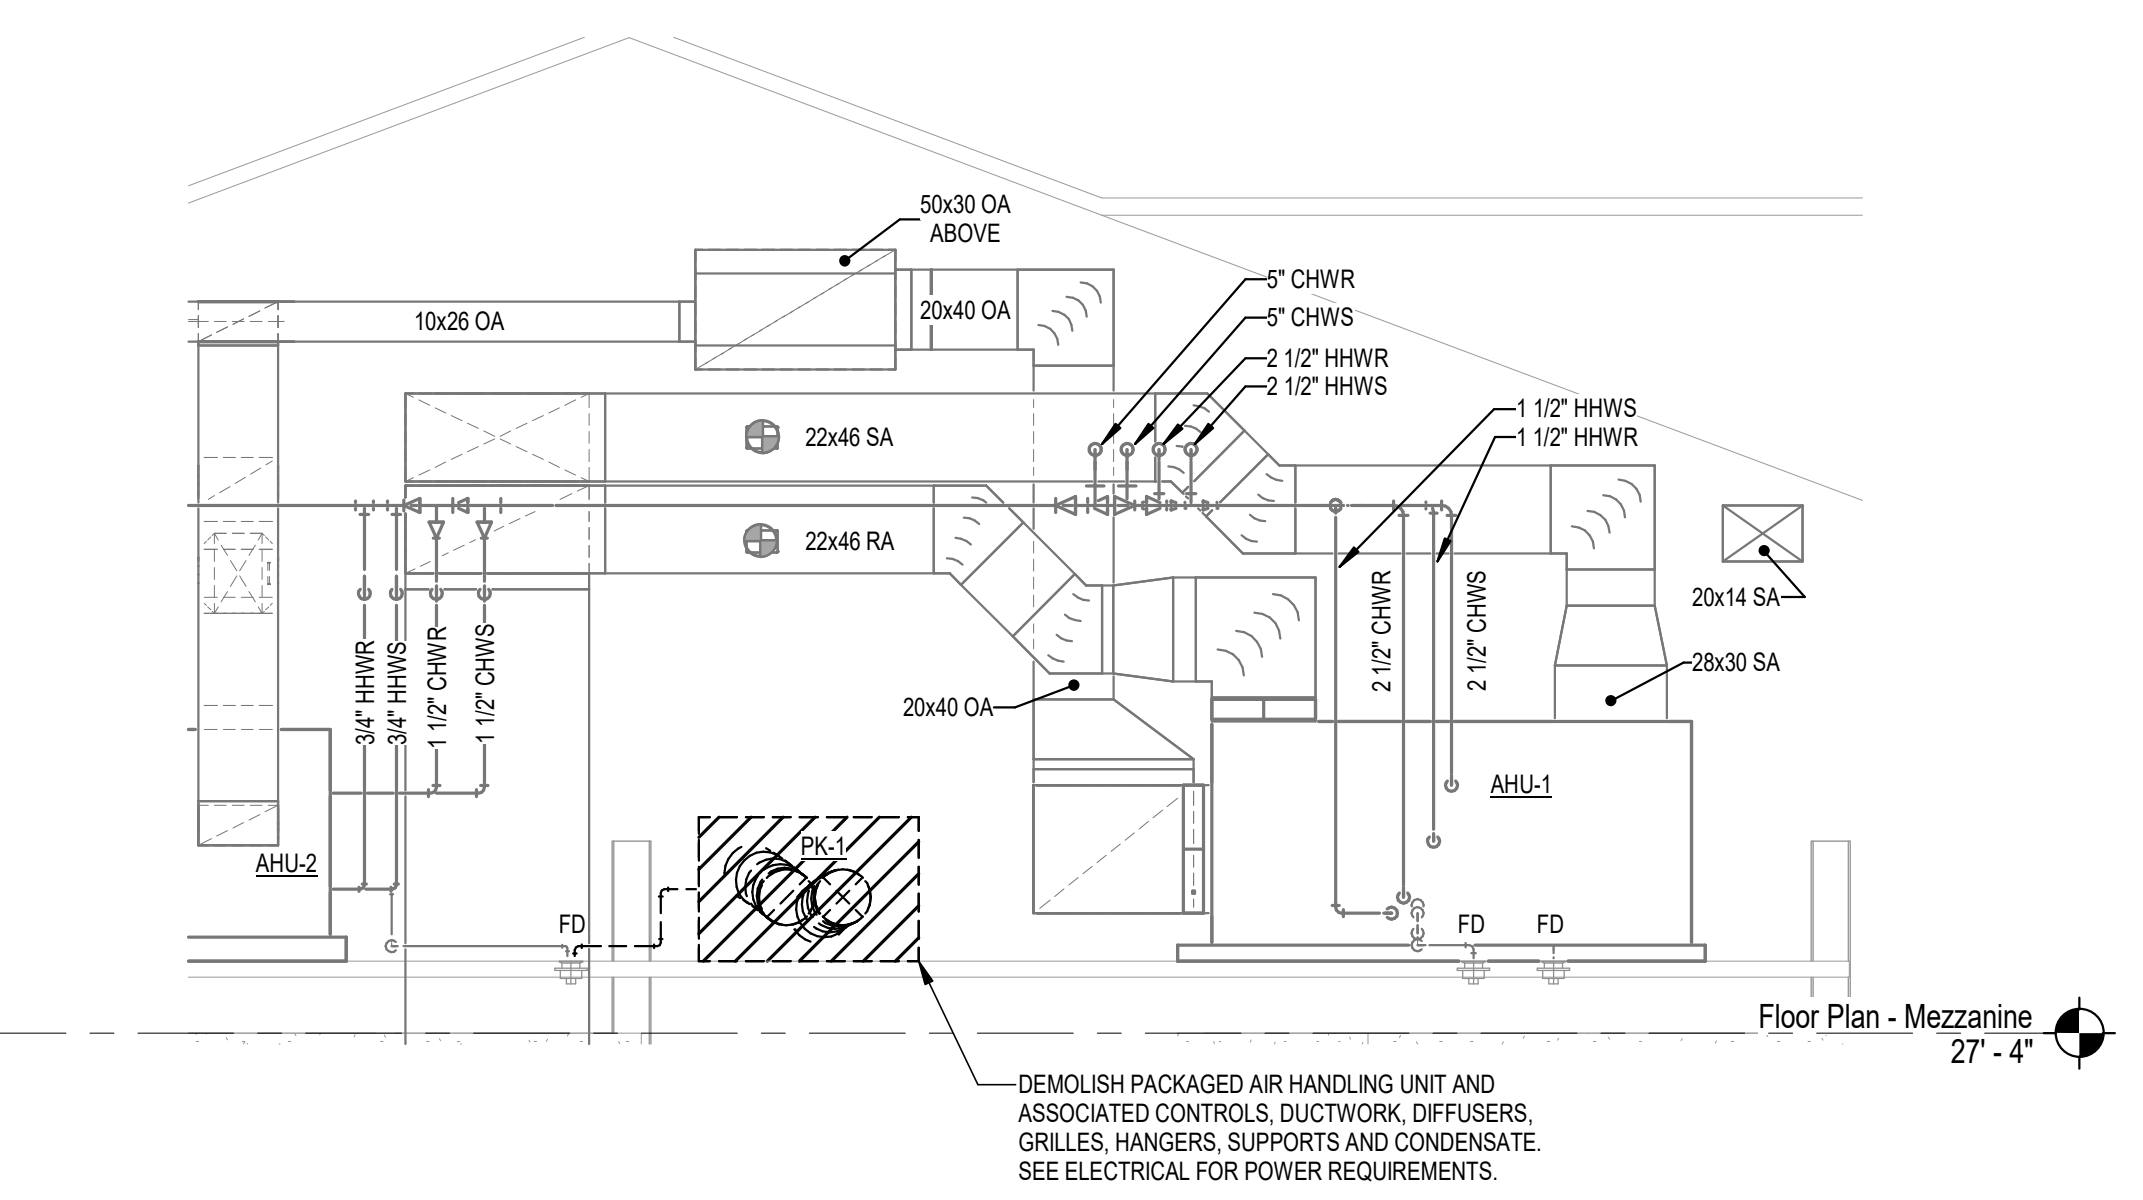 50x30 OA
ABOVE
5" CHWR
5" CHWS
10x26 OA
20x40 OA
2 1/2" HHWR
2 1/2" HHWS
1 1/2" HHWS
1 1/2" HHWR
22x46 SA
22x46 RA
20x14 SA
2 1/2" CHWR
2 1/2" CHWS
3/4" HHWR
3/4" HHWS
1 1/2" CHWR
1 1/2" CHWS
28x30 SA
20x40 OA
AHU-1
PK-1
AHU-2
FD
FD
FD
Floor Plan - Mezzanine
27' - 4"
DEMOLISH PACKAGED AIR HANDLING UNIT AND
ASSOCIATED CONTROLS, DUCTWORK, DIFFUSERS,
GRILLES, HANGERS, SUPPORTS AND CONDENSATE.
SEE ELECTRICAL FOR POWER REQUIREMENTS.